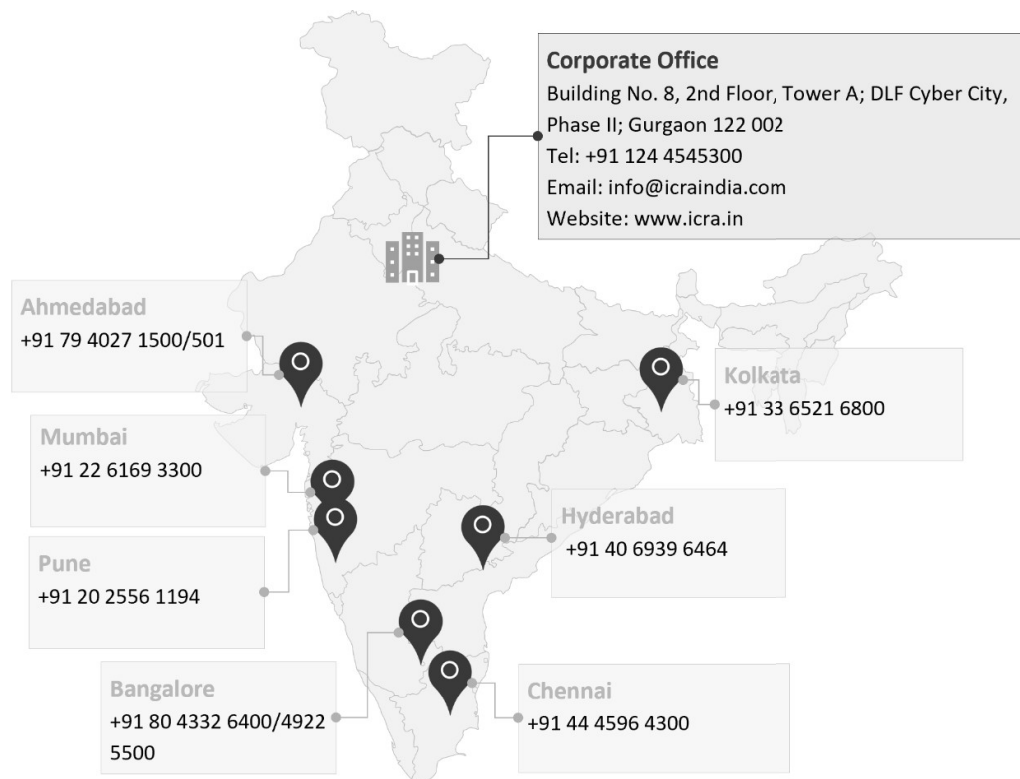 Corporate Office
Building No. 8, 2nd Floor, Tower A; DLF Cyber City,
Phase II; Gurgaon 122 002
Tel: +91 124 4545300
Email: info@icraindia.com
Website: www.icra.in
Ahmedabad
+91 79 4027 1500/501
Kolkata
+91 33 6521 6800
Mumbai
+91 22 6169 3300
Hyderabad
+91 40 6939 6464
Pune
+91 20 2556 1194
Bangalore
+91 80 4332 6400/4922
5500
Chennai
+91 44 4596 4300